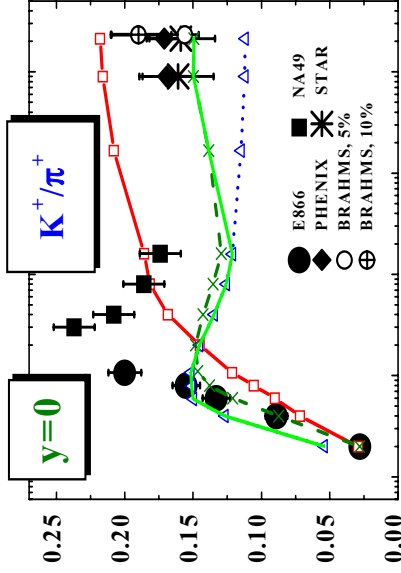 y=0
K⁺/π⁺
E866
NA49
PHENIX
STAR
BRAHMS, 5%
BRAHMS, 10%
0.25
0.20
0.15
0.10
0.05
0.00